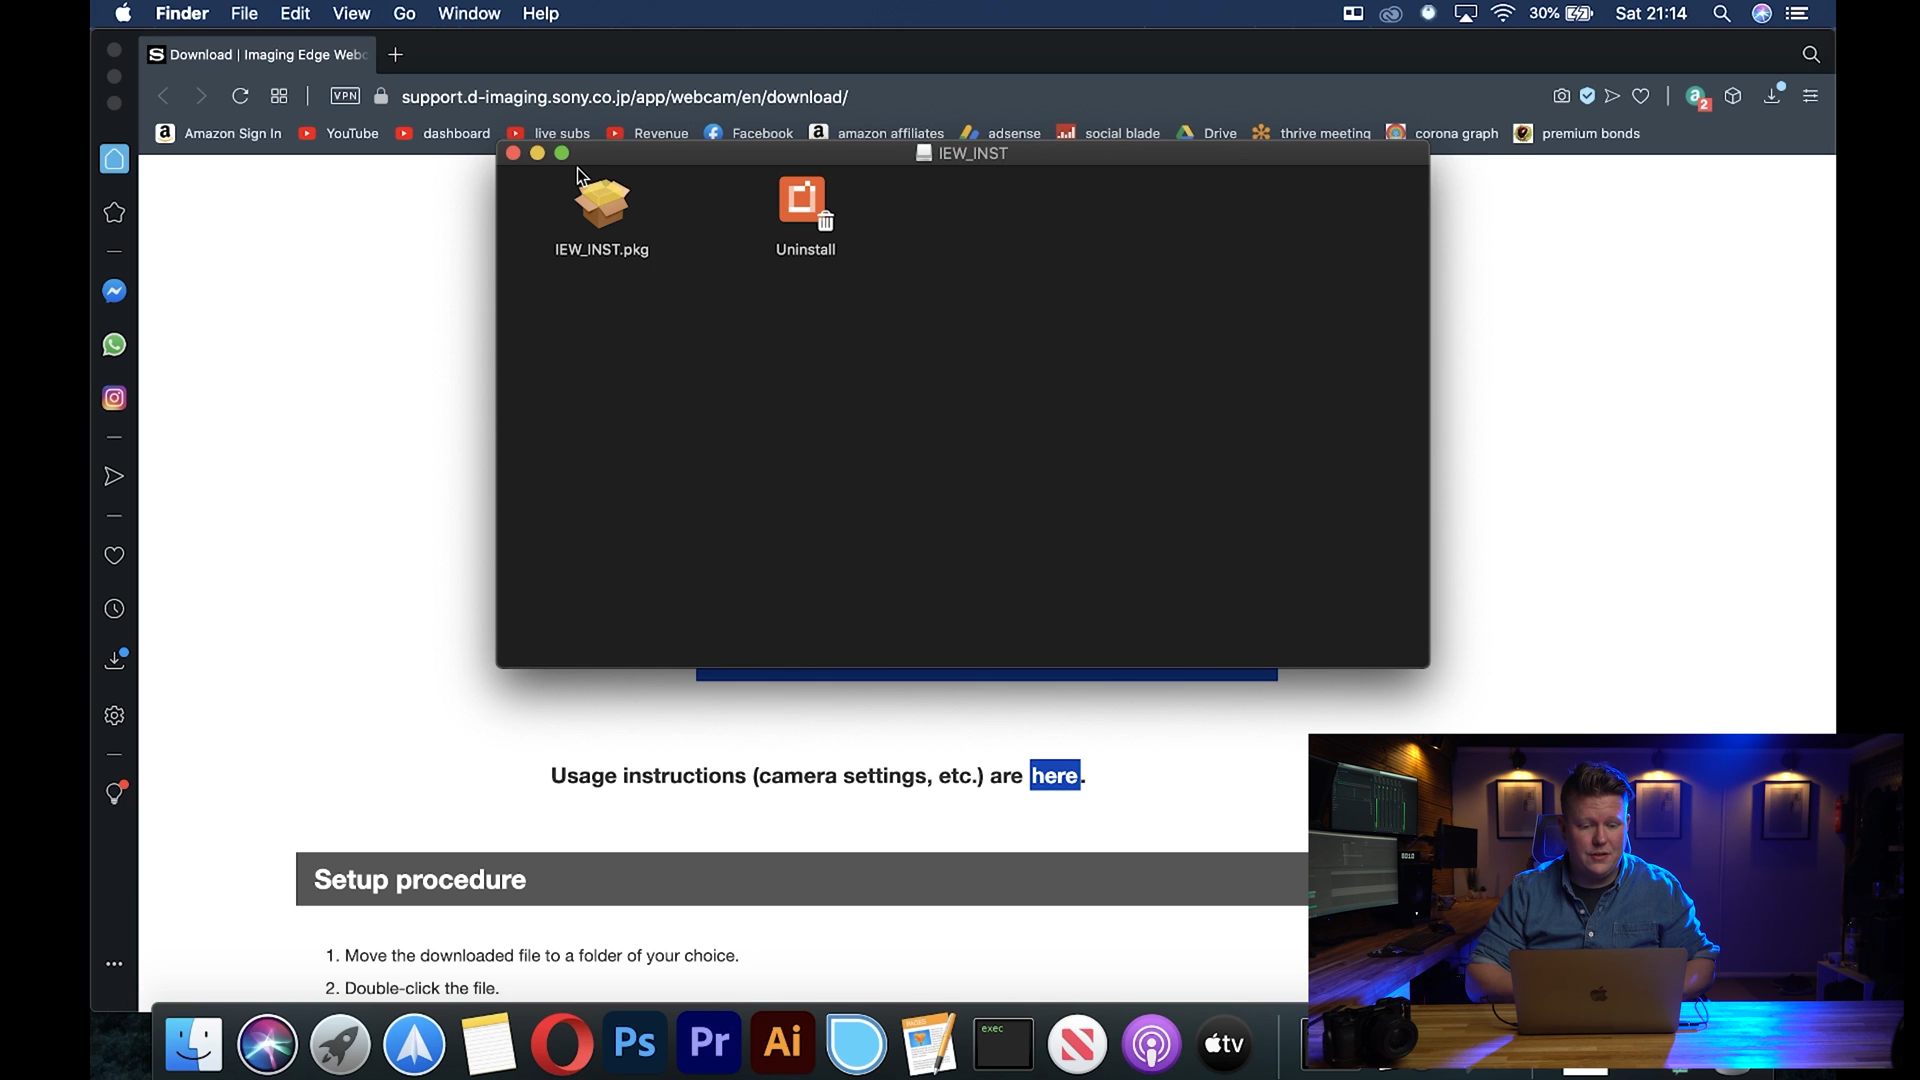 Finder File Edit View Go Window Help 30% Sat 21:14
S Download | Imaging Edge Webc
VPN support.d-imaging.sony.co.jp/app/webcam/en/download/ a 2
a Amazon Sign In YouTube dashboard live subs Revenue Facebook a amazon affiliates adsense social blade Drive thrive meeting corona graph premium bonds
IEW_INST
IEW_INST.pkg Uninstall
Usage instructions (camera settings, etc.) are here.
Setup procedure
1. Move the downloaded file to a folder of your choice.
2. Double-click the file.
Ps Pr Ai PAGES exec N tv